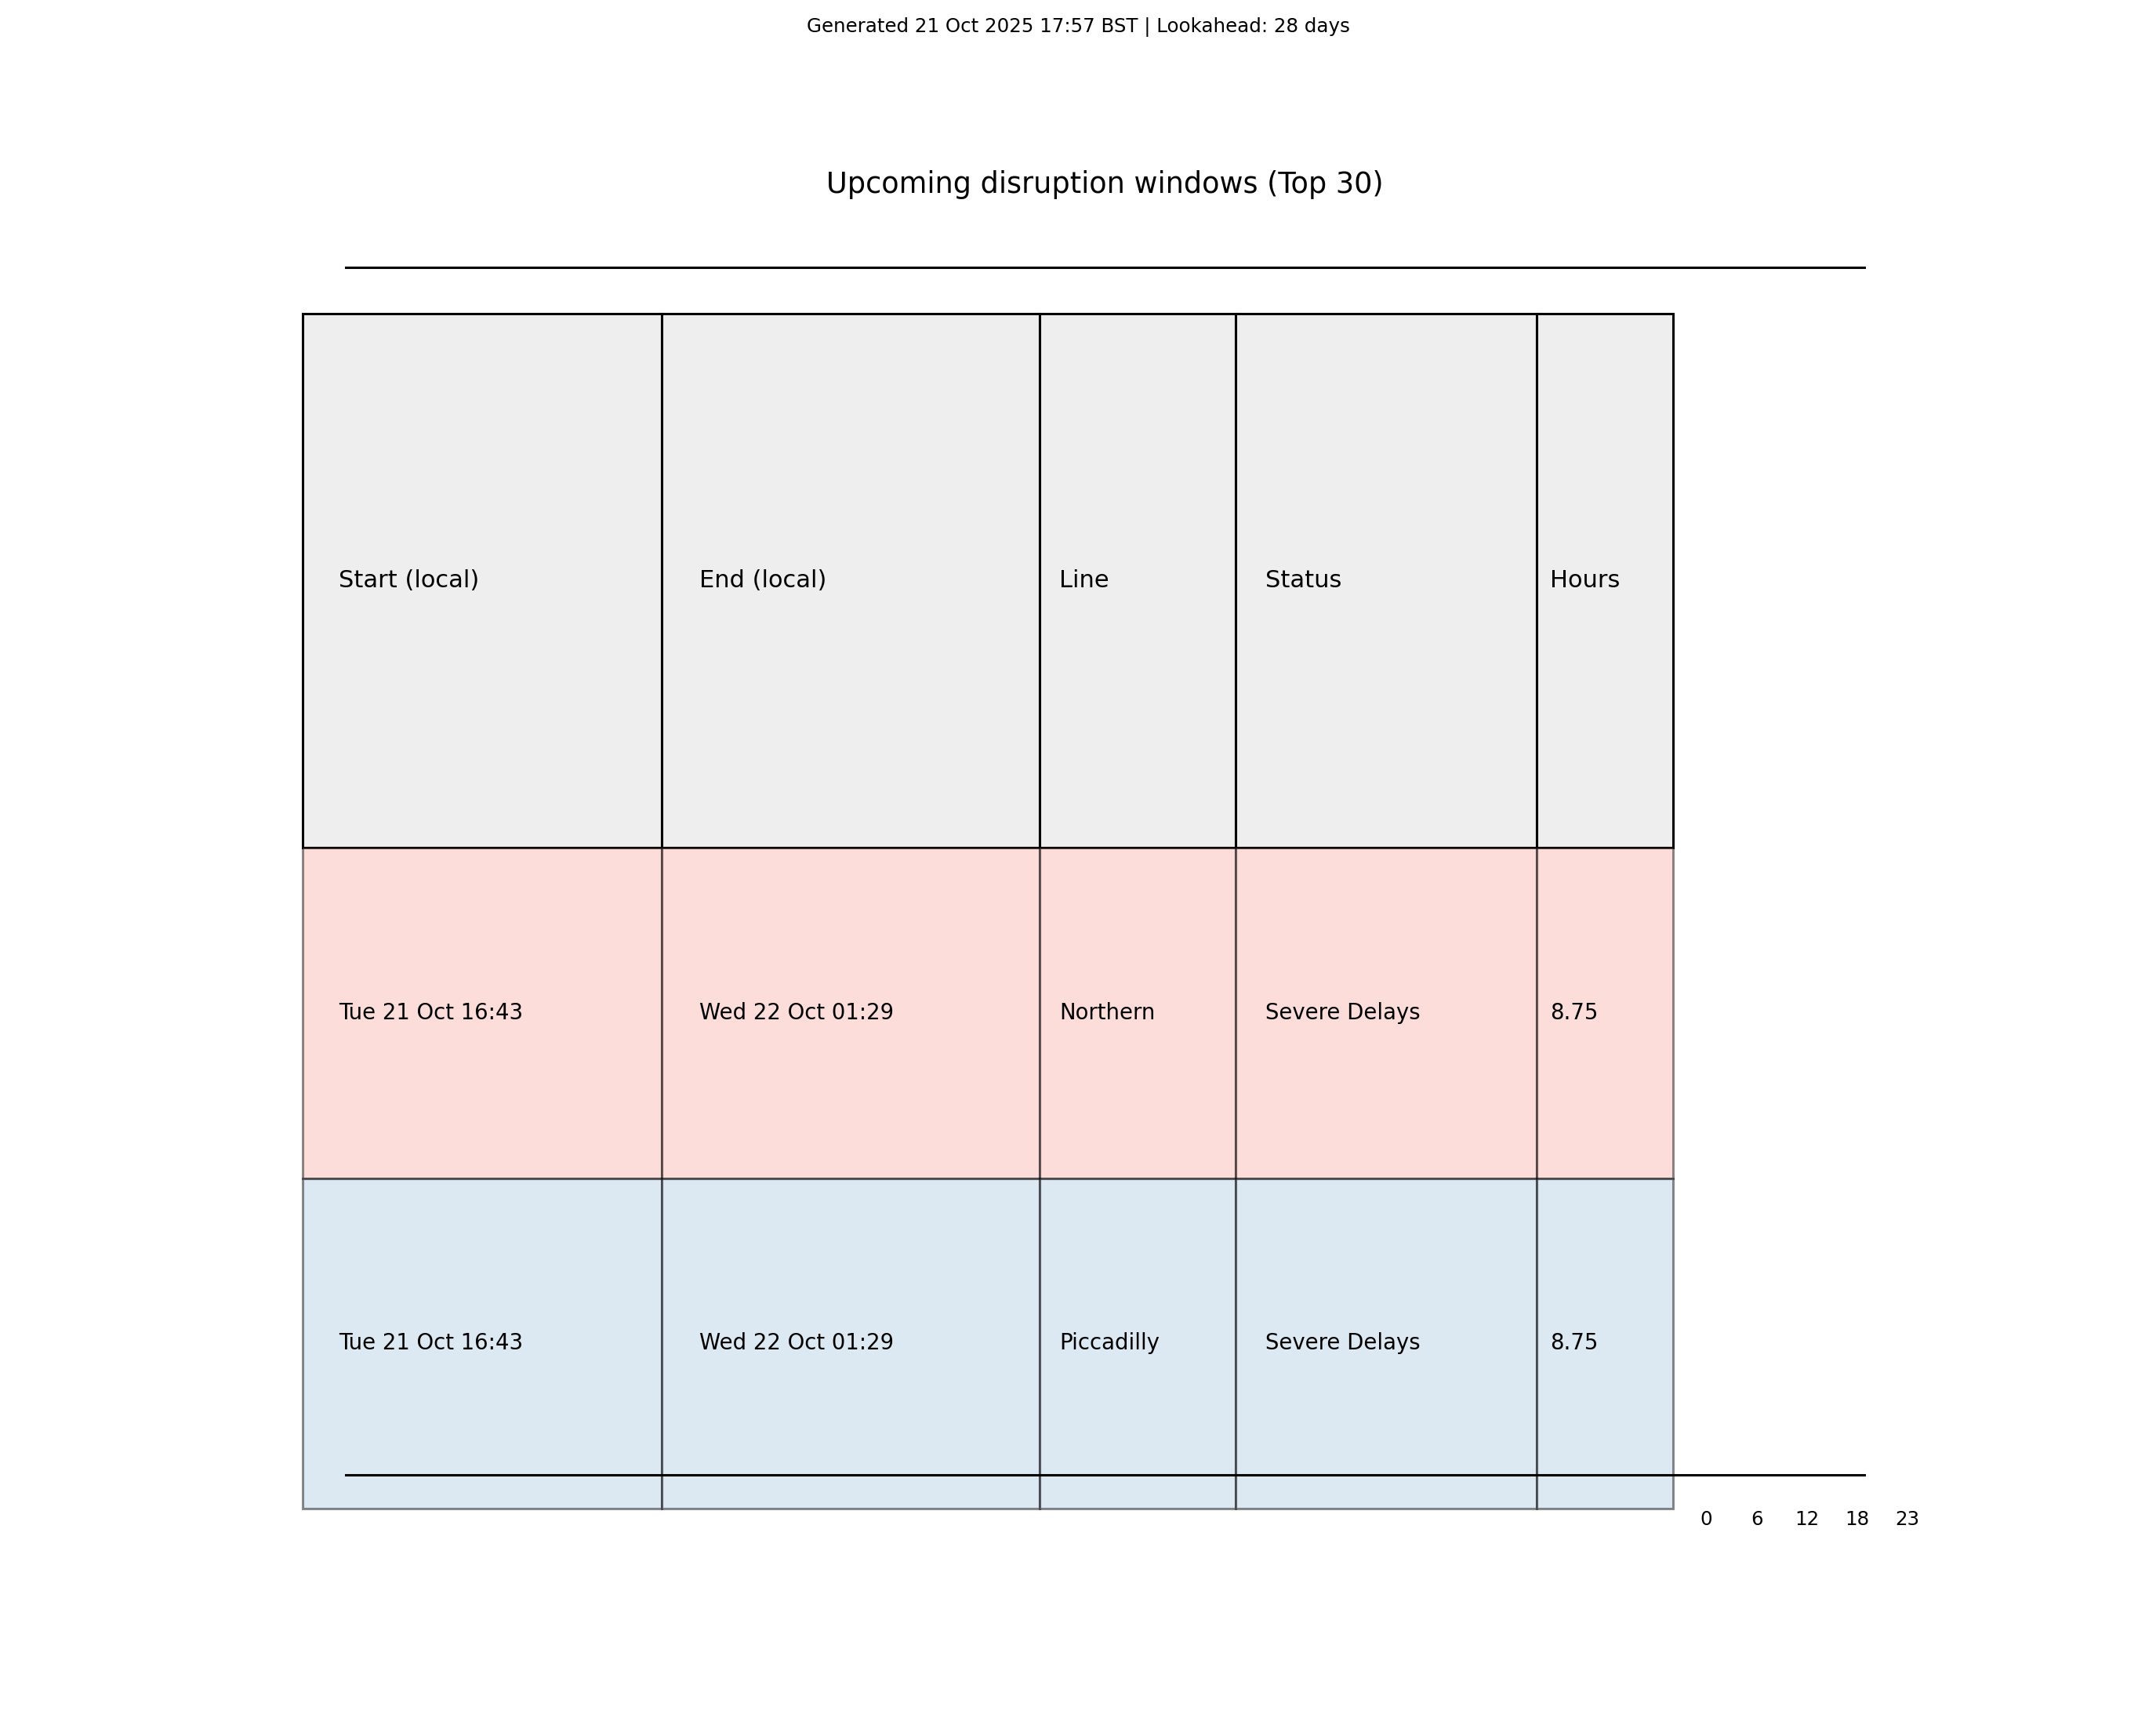 Generated 21 Oct 2025 17:57 BST | Lookahead: 28 days
Upcoming disruption windows (Top 30)
Start (local) End (local) Line Status Hours
Tue 21 Oct 16:43 Wed 22 Oct 01:29 Northern Severe Delays 8.75
Tue 21 Oct 16:43 Wed 22 Oct 01:29 Piccadilly Severe Delays 8.75
0 6 12 18 23